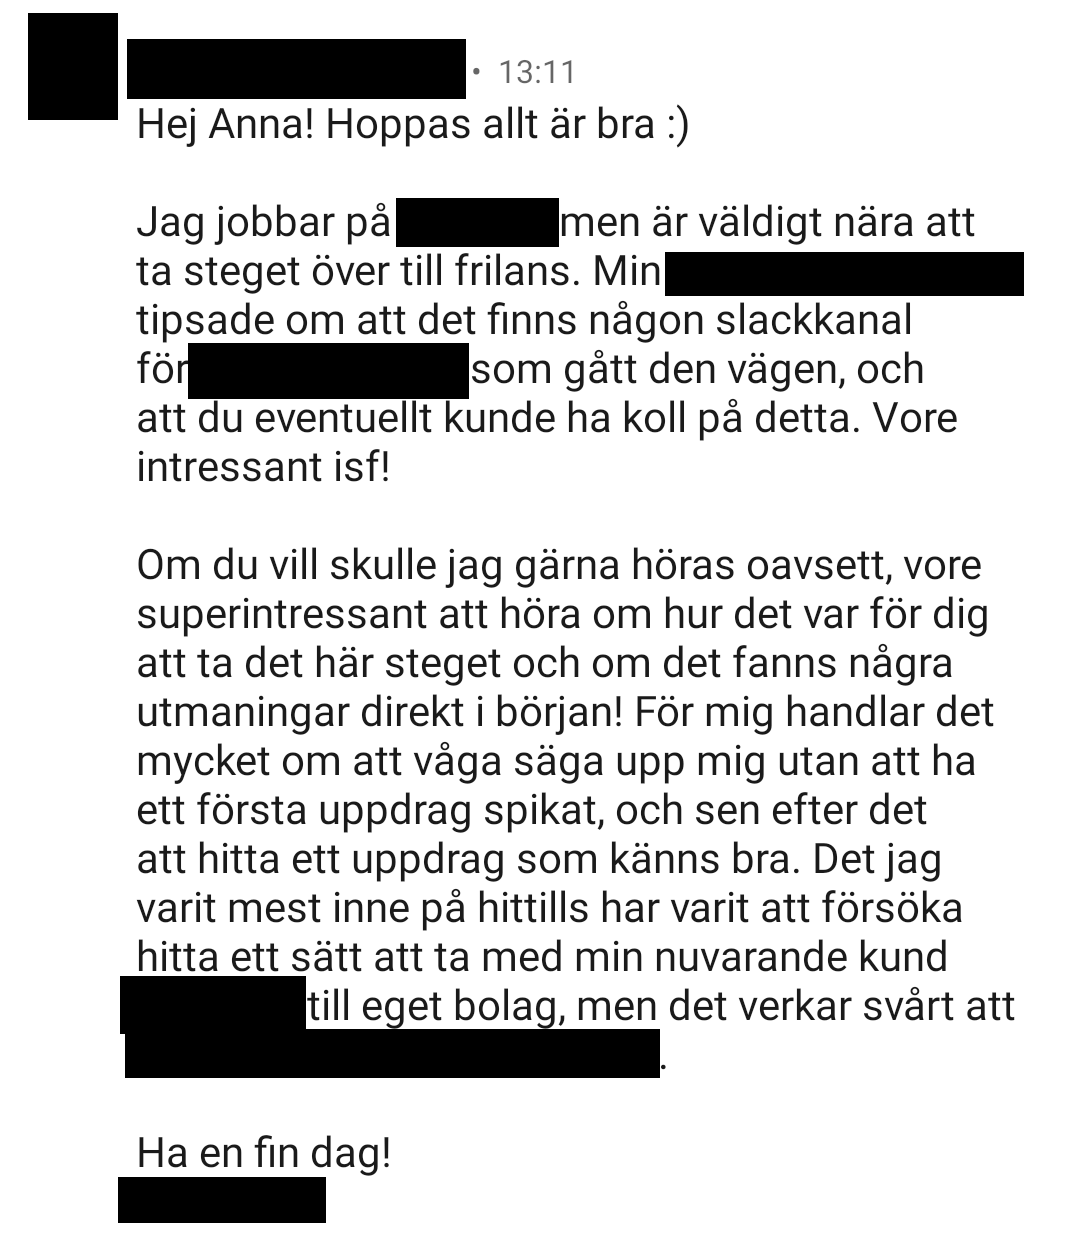 • 13:11
Hej Anna! Hoppas allt är bra :)
Jag jobbar på men är väldigt nära att
ta steget över till frilans. Min
tipsade om att det finns någon slackkanal
för som gått den vägen, och
att du eventuellt kunde ha koll på detta. Vore
intressant isf!
Om du vill skulle jag gärna höras oavsett, vore
superintressant att höra om hur det var för dig
att ta det här steget och om det fanns några
utmaningar direkt i början! För mig handlar det
mycket om att våga säga upp mig utan att ha
ett första uppdrag spikat, och sen efter det
att hitta ett uppdrag som känns bra. Det jag
varit mest inne på hittills har varit att försöka
hitta ett sätt att ta med min nuvarande kund
till eget bolag, men det verkar svårt att
.
Ha en fin dag!